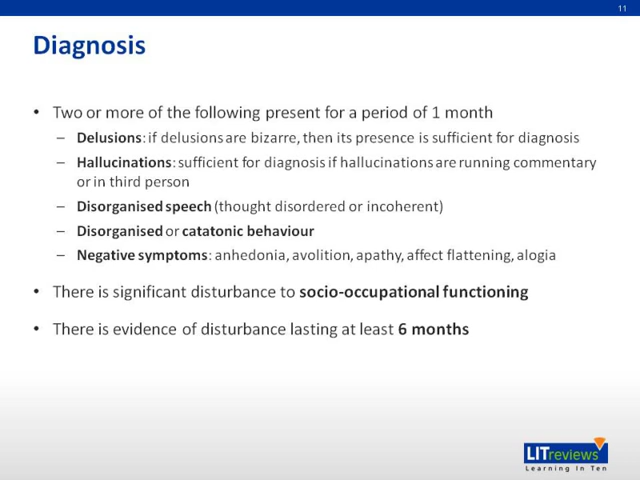 11
Diagnosis
• Two or more of the following present for a period of 1 month
– Delusions: if delusions are bizarre, then its presence is sufficient for diagnosis
– Hallucinations: sufficient for diagnosis if hallucinations are running commentary
or in third person
– Disorganised speech (thought disordered or incoherent)
– Disorganised or catatonic behaviour
– Negative symptoms: anhedonia, avolition, apathy, affect flattening, alogia
• There is significant disturbance to socio-occupational functioning
• There is evidence of disturbance lasting at least 6 months
LITreviews
Learning In Ten